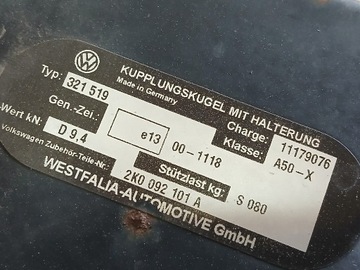 KUPPLUNGSKUGEL MIT HALTERUNG
Made in Germany
Typ: 321 519 Charge: 11179076
Gen.-Zei.: e13 00-1118 Klasse: A50-X
-Wert kN: D 9.4 Stützlast kg: S 080
Volkswagen Zubehör-Teile-Nr.: 2K0 092 101 A
WESTFALIA-AUTOMOTIVE GmbH